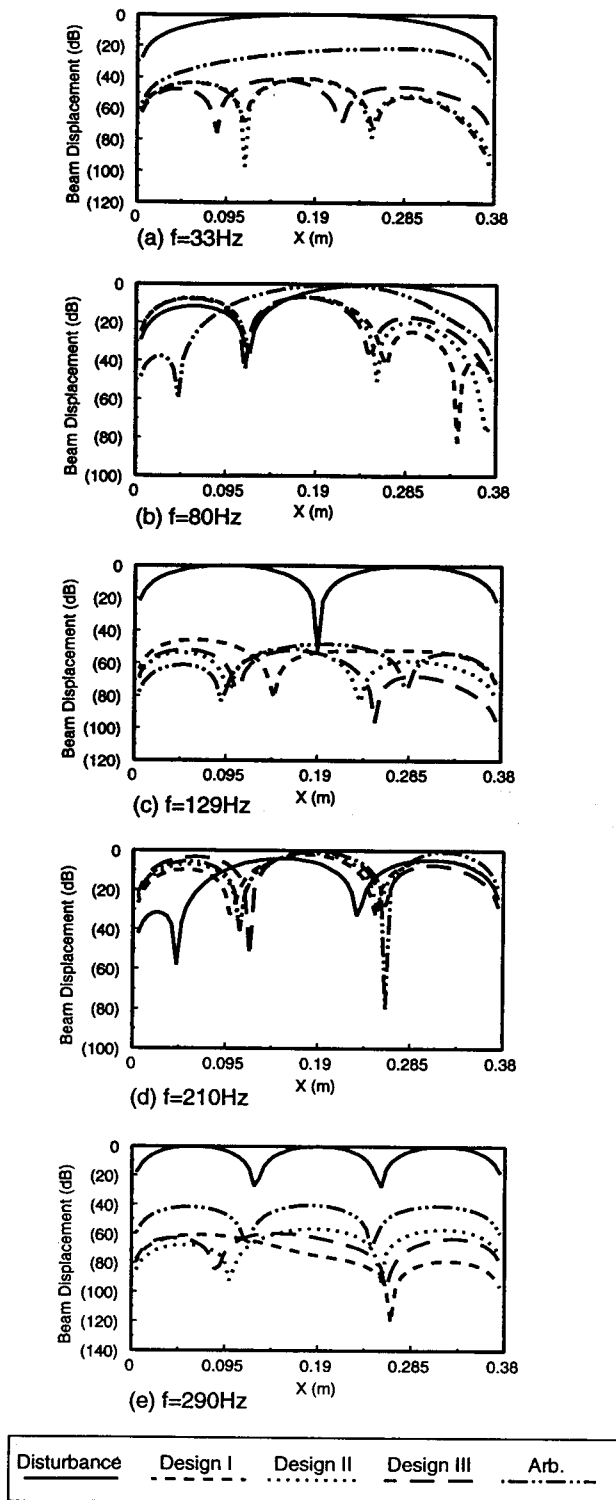 Beam Displacement (dB)
0
(20)
(40)
(60)
(80)
(100)
(120)
0 0.095 0.19 0.285 0.38
X (m)
(a) f=33Hz
Beam Displacement (dB)
0
(20)
(40)
(60)
(80)
(100)
0 0.095 0.19 0.285 0.38
X (m)
(b) f=80Hz
Beam Displacement (dB)
0
(20)
(40)
(60)
(80)
(100)
(120)
0 0.095 0.19 0.285 0.38
X (m)
(c) f=129Hz
Beam Displacement (dB)
0
(20)
(40)
(60)
(80)
(100)
0 0.095 0.19 0.285 0.38
X (m)
(d) f=210Hz
Beam Displacement (dB)
0
(20)
(40)
(60)
(80)
(100)
(120)
(140)
0 0.095 0.19 0.285 0.38
X (m)
(e) f=290Hz
Disturbance Design I Design II Design III Arb.